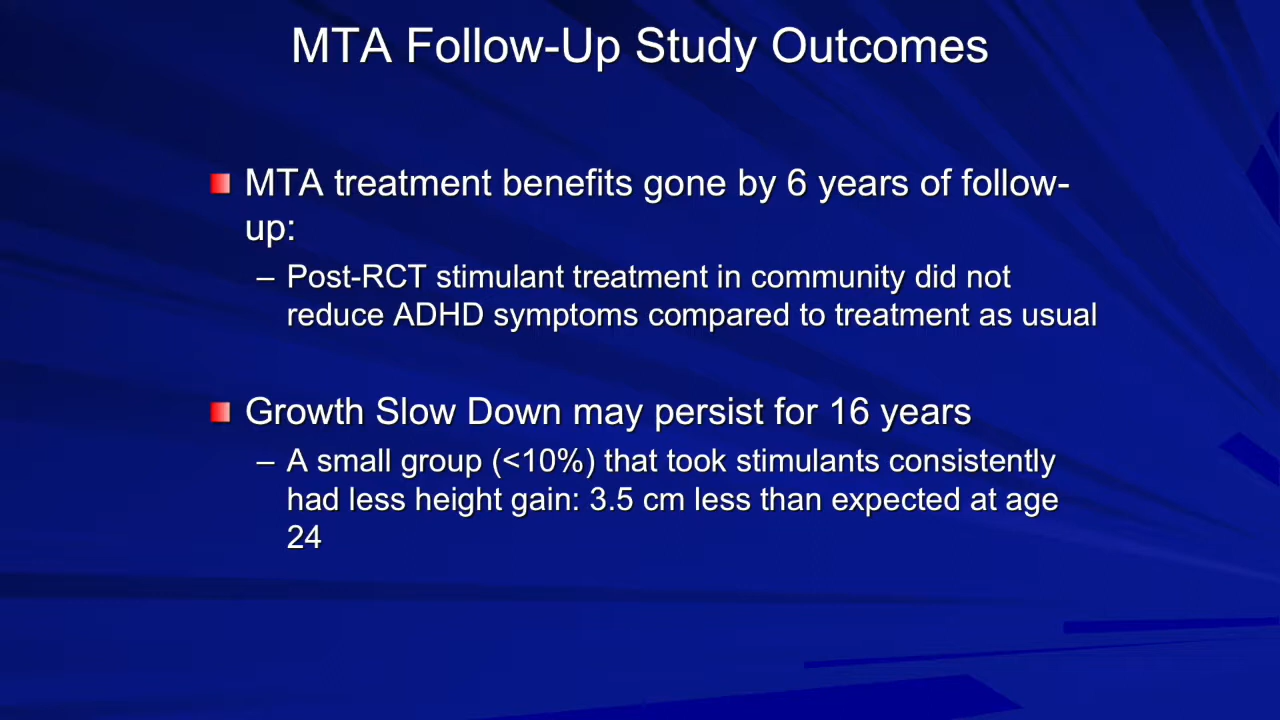 MTA Follow-Up Study Outcomes
MTA treatment benefits gone by 6 years of follow-
up:
– Post-RCT stimulant treatment in community did not
reduce ADHD symptoms compared to treatment as usual
Growth Slow Down may persist for 16 years
– A small group (<10%) that took stimulants consistently
had less height gain: 3.5 cm less than expected at age
24